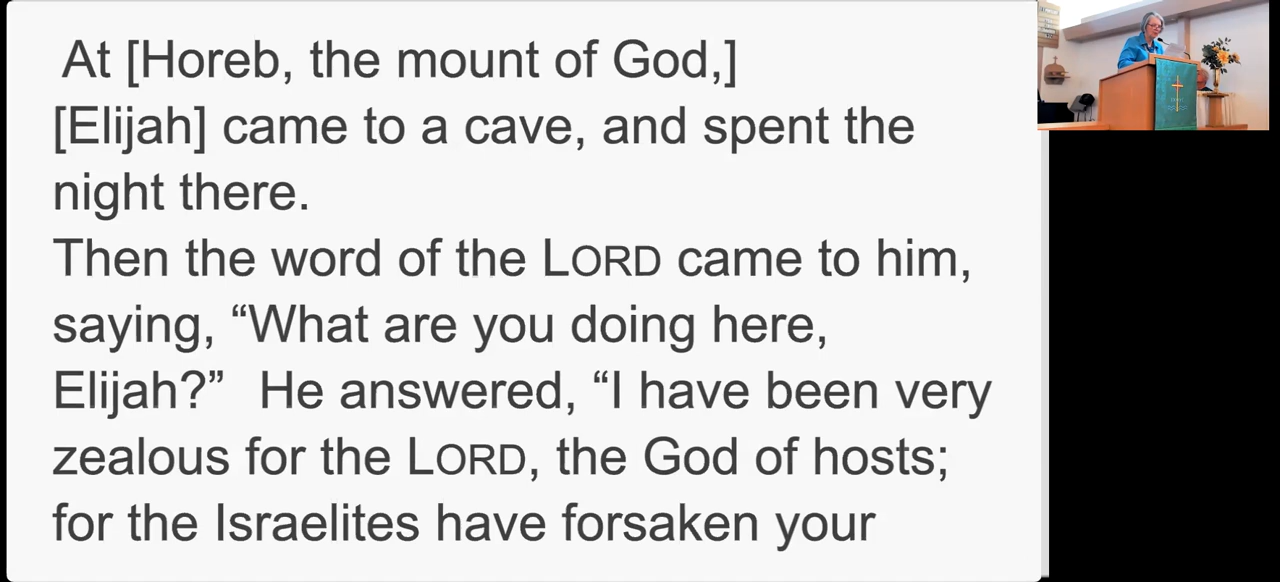 At [Horeb, the mount of God,]
[Elijah] came to a cave, and spent the
night there.
Then the word of the LORD came to him,
saying, “What are you doing here,
Elijah?”   He answered, “I have been very
zealous for the LORD, the God of hosts;
for the Israelites have forsaken your